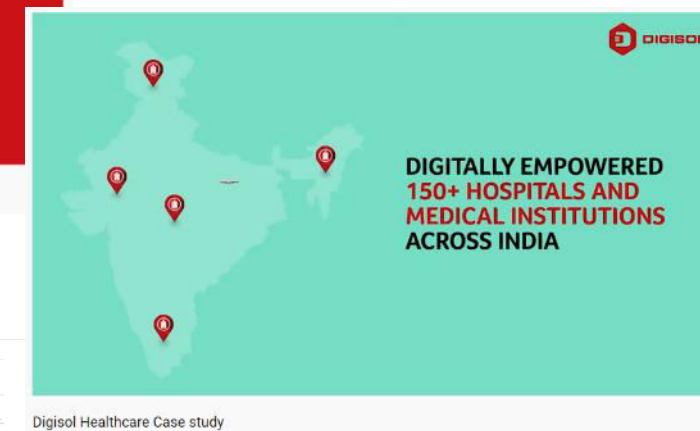 DIGISOL
DIGITALLY EMPOWERED
150+ HOSPITALS AND
MEDICAL INSTITUTIONS
ACROSS INDIA
Digisol Healthcare Case study